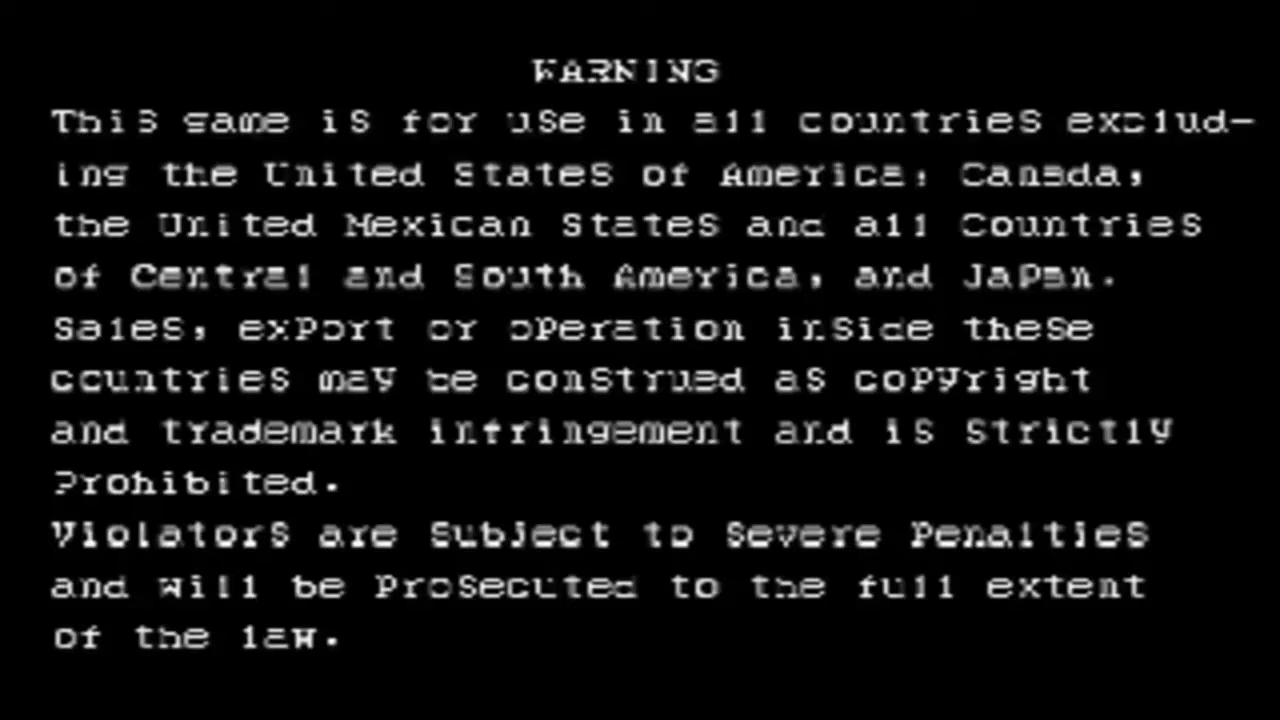 WARNING
This game is for use in all countries exclud-
ing the United States of America, Canada,
the United Mexican States and all Countries
of Central and South America, and Japan.
Sales, export or operation inside these
countries may be construed as copyright
and trademark infringement and is strictly
prohibited.
Violators are subject to severe penalties
and will be prosecuted to the full extent
of the law.